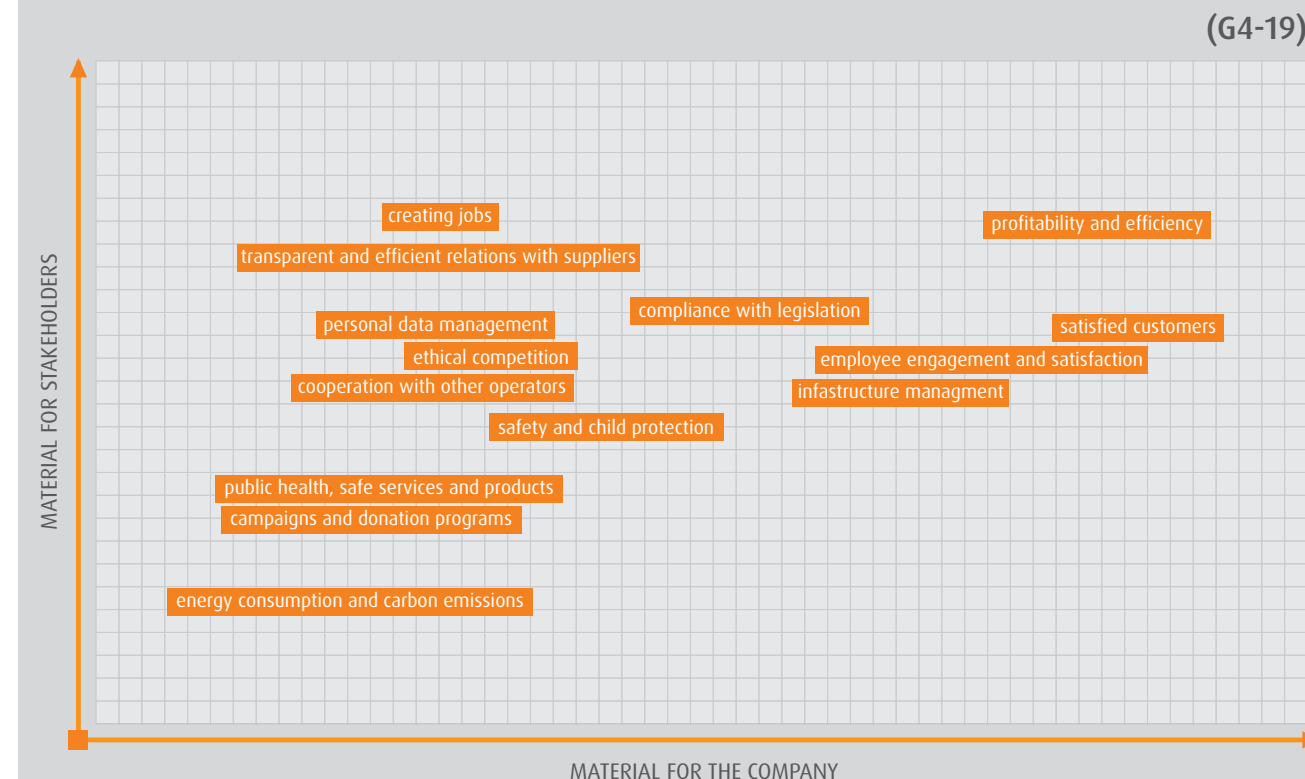 (G4-19)
creating jobs
profitability and efficiency
transparent and efficient relations with suppliers
compliance with legislation
personal data management
satisfied customers
ethical competition
employee engagement and satisfaction
cooperation with other operators
infastructure managment
safety and child protection
public health, safe services and products
campaigns and donation programs
energy consumption and carbon emissions
MATERIAL FOR STAKEHOLDERS
MATERIAL FOR THE COMPANY